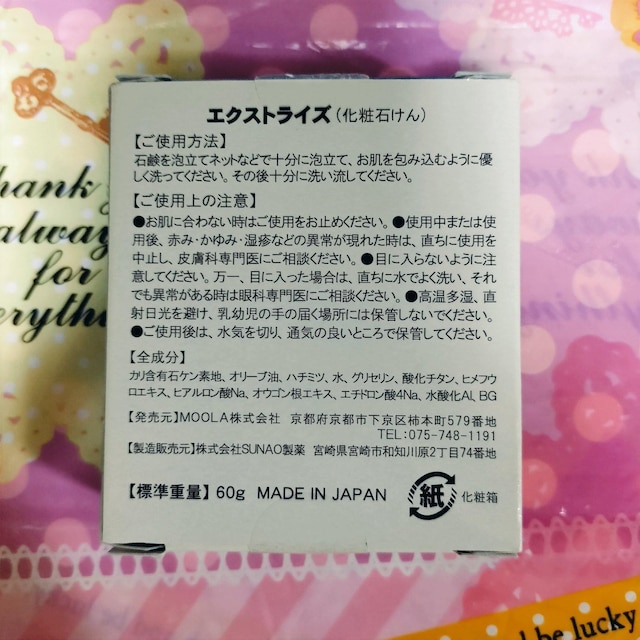 エクストライズ(化粧石けん)
【ご使用方法】
石鹸を泡立てネットなどで十分に泡立て、お肌を包み込むように優
しく洗ってください。その後十分に洗い流してください。
【ご使用上の注意】
●お肌に合わない時はご使用をお止めください。●使用中または使
用後、赤み・かゆみ・湿疹などの異常が現れた時は、直ちに使用を
中止し、皮膚科専門医にご相談ください。●目に入らないように注
意してください。万一、目に入った場合は、直ちに水でよく洗い、それ
でも異常がある時は眼科専門医にご相談ください。●高温多湿、直
射日光を避け、乳幼児の手の届く場所には保管しないでください。
●ご使用後は、水気を切り、通気の良いところで保管してください。
【全成分】
カリ含有石ケン素地、オリーブ油、ハチミツ、水、グリセリン、酸化チタン、ヒメフウ
ロエキス、ヒアルロン酸Na、オウゴン根エキス、エチドロン酸4Na、水酸化Al、BG
【発売元】MOOLA株式会社 京都府京都市下京区柿本町579番地
TEL:075-748-1191
【製造販売元】株式会社SUNAO製薬 宮崎県宮崎市和知川原2丁目74番地
【標準重量】60g MADE IN JAPAN
紙 化粧箱
hank
alway
for
erythi
be lucky